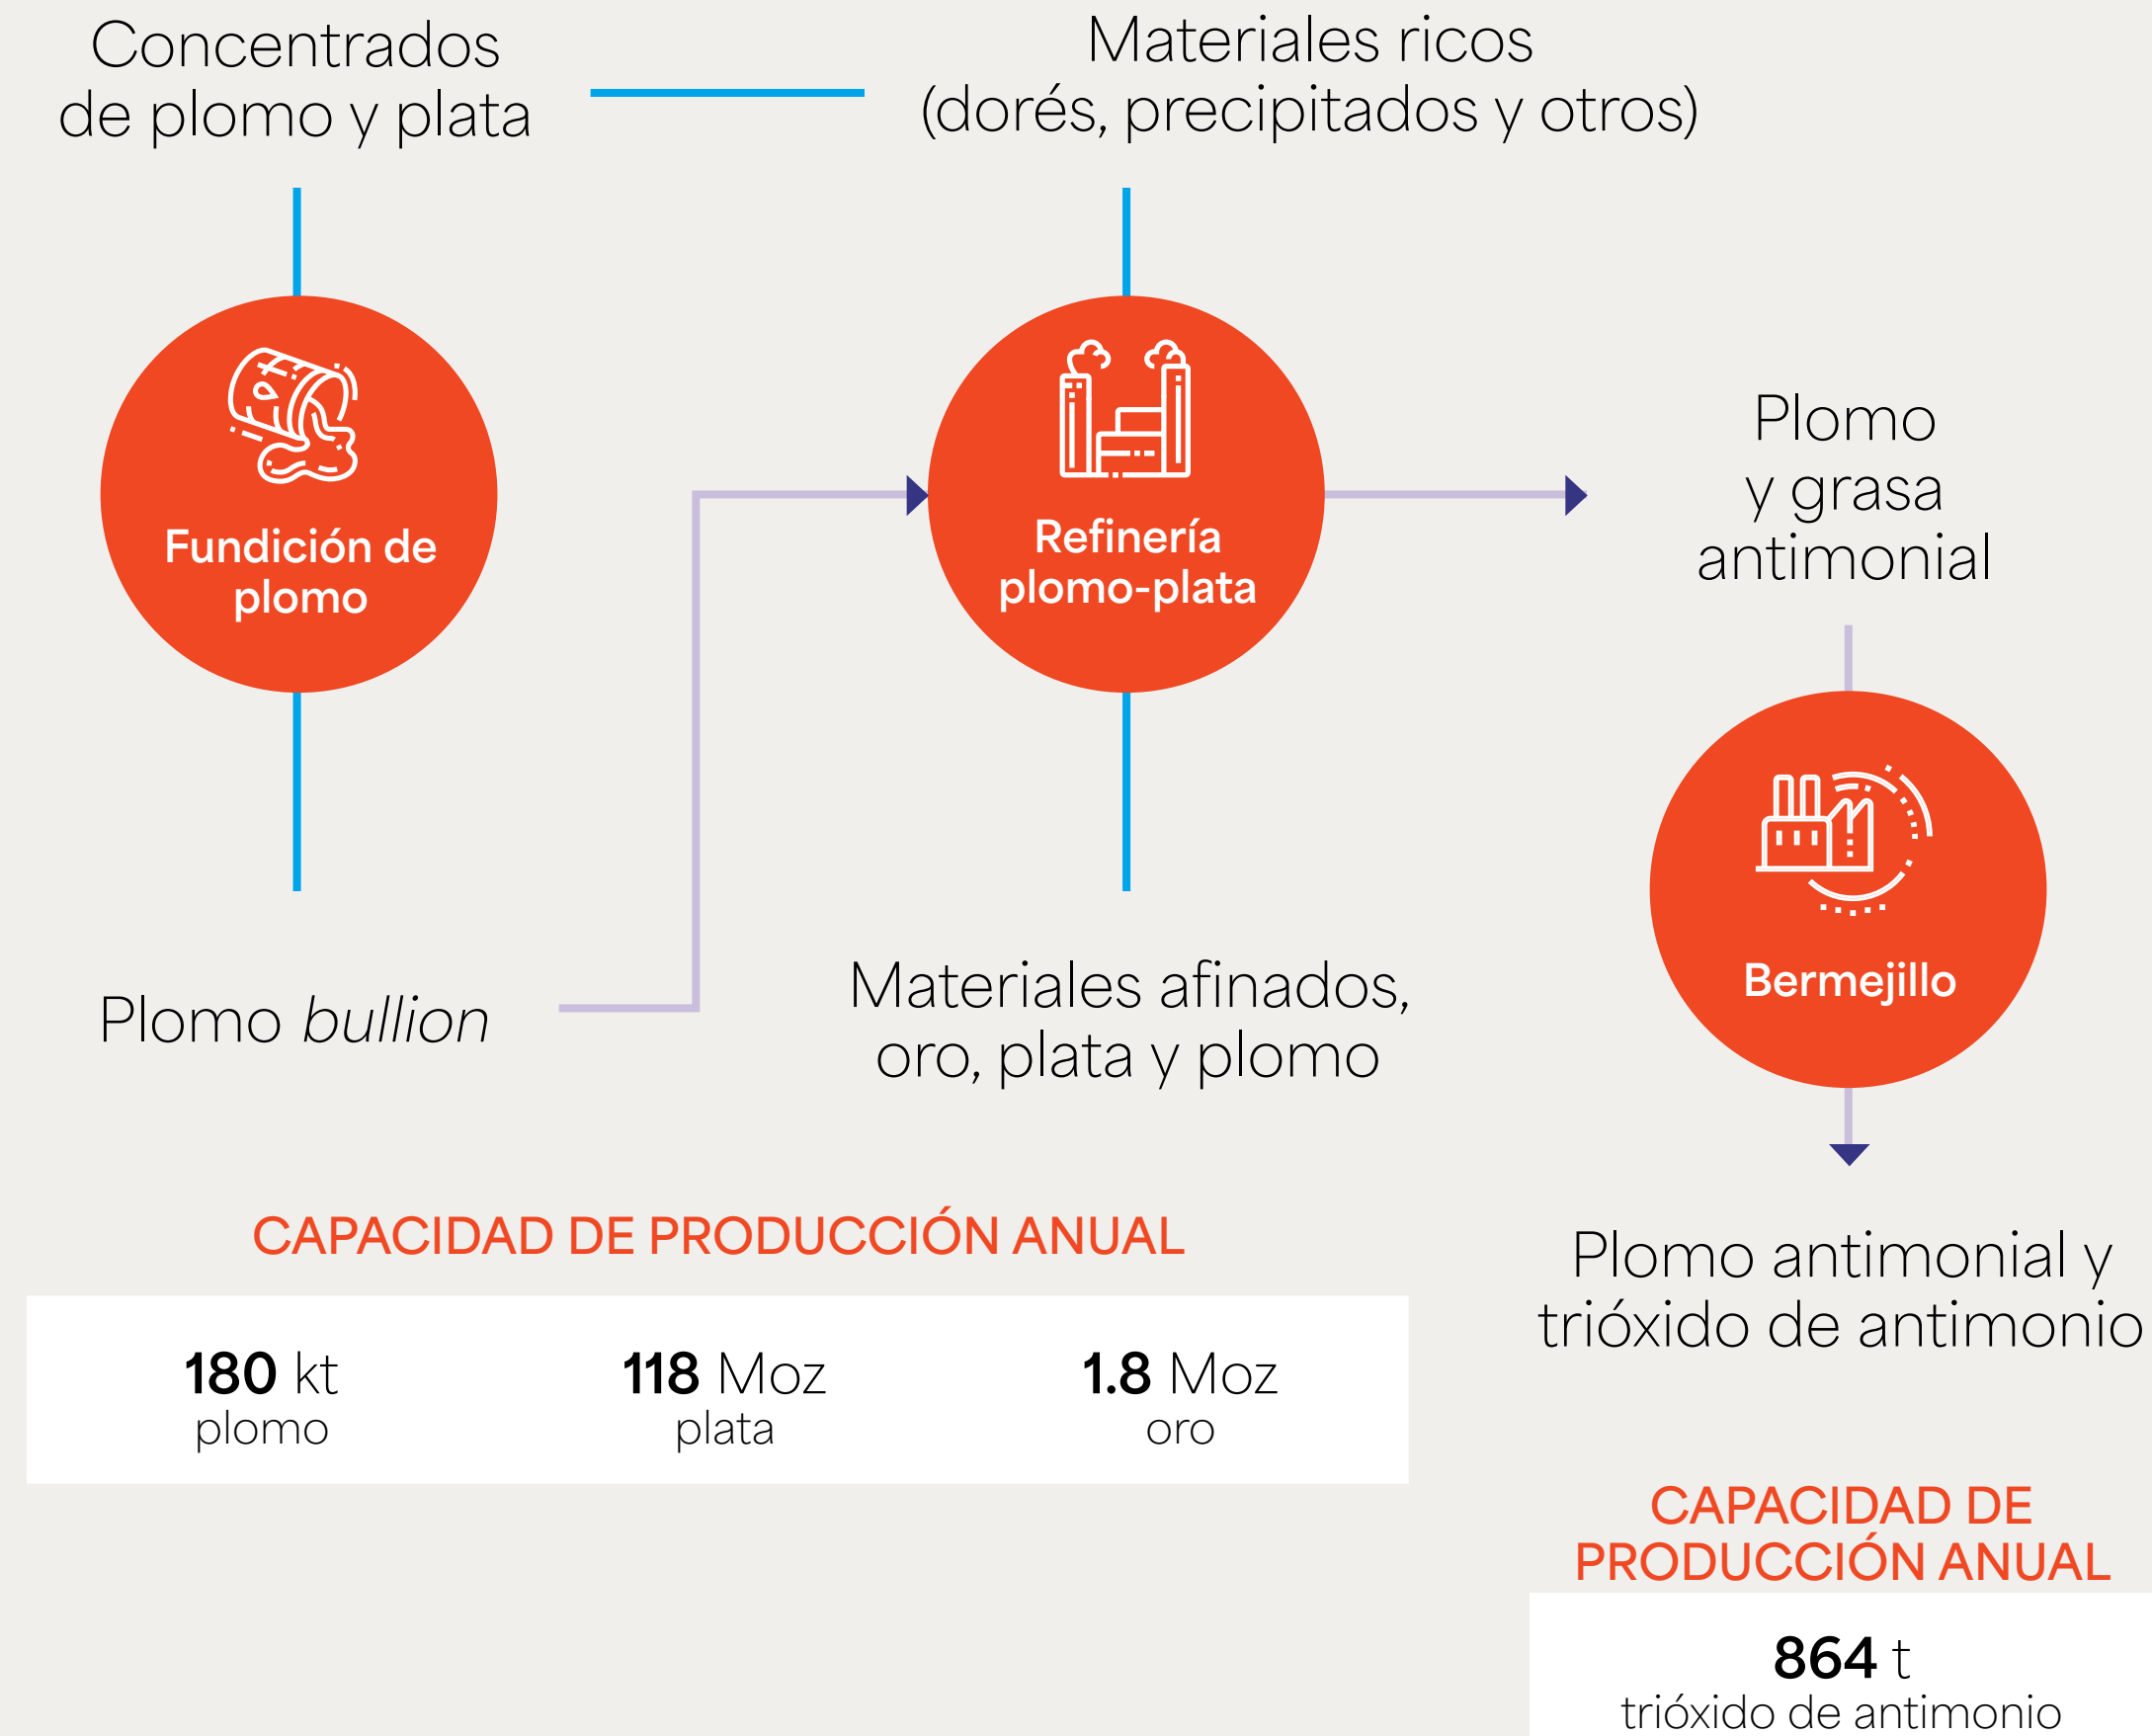 Concentrados
de plomo y plata
Materiales ricos
(dorés, precipitados y otros)
Fundición de
plomo
Refinería
plomo-plata
Plomo
y grasa
antimonial
Bermejillo
Plomo bullion
Materiales afinados,
oro, plata y plomo
Plomo antimonial y
trióxido de antimonio
CAPACIDAD DE PRODUCCIÓN ANUAL
180 kt
plomo
118 Moz
plata
1.8 Moz
oro
CAPACIDAD DE
PRODUCCIÓN ANUAL
864 t
trióxido de antimonio